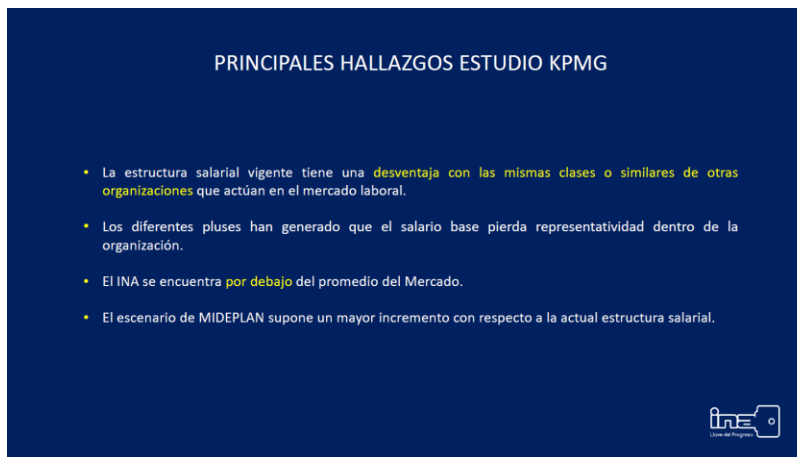 PRINCIPALES HALLAZGOS ESTUDIO KPMG
• La estructura salarial vigente tiene una desventaja con las mismas clases o similares de otras
organizaciones que actúan en el mercado laboral.
• Los diferentes pluses han generado que el salario base pierda representatividad dentro de la
organización.
• El INA se encuentra por debajo del promedio del Mercado.
• El escenario de MIDEPLAN supone un mayor incremento con respecto a la actual estructura salarial.
ina
Llave del Progreso